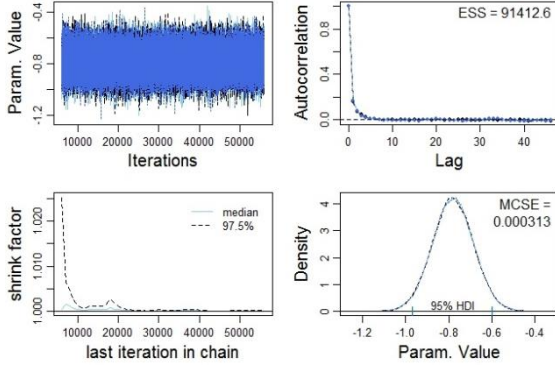 Param. Value
-1.2 -0.8 -0.4
10000 20000 30000 40000 50000
Iterations
Autocorrelation
0.0 0.4 0.8
ESS = 91412.6
0 10 20 30 40
Lag
shrink factor
1.000 1.010 1.020
median
97.5%
10000 20000 30000 40000 50000
last iteration in chain
Density
0 1 2 3 4
MCSE =
0.000313
95% HDI
-1.2 -1.0 -0.8 -0.6 -0.4
Param. Value